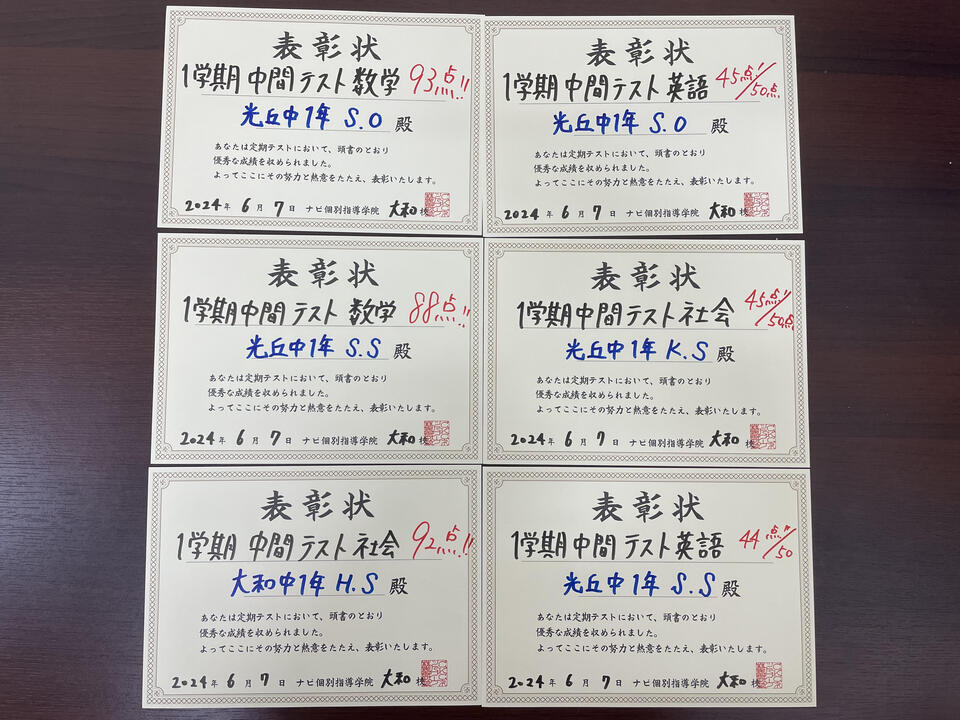 表彰状
1学期 中間テスト 数学 93点!!
光丘中1年 S.O 殿
あなたは定期テストにおいて、頭書のとおり
優秀な成績を収められました。
よってここにその努力と熱意をたたえ、表彰いたします。
2024年 6月 7日 ナビ個別指導学院 大和校
表彰状
1学期 中間テスト 英語 45点!!/50点
光丘中1年 S.O 殿
あなたは定期テストにおいて、頭書のとおり
優秀な成績を収められました。
よってここにその努力と熱意をたたえ、表彰いたします。
2024年 6月 7日 ナビ個別指導学院 大和校
表彰状
1学期 中間テスト 数学 88点!!
光丘中1年 S.S 殿
あなたは定期テストにおいて、頭書のとおり
優秀な成績を収められました。
よってここにその努力と熱意をたたえ、表彰いたします。
2024年 6月 7日 ナビ個別指導学院 大和校
表彰状
1学期 中間テスト 社会 45点!!/50点
光丘中1年 K.S 殿
あなたは定期テストにおいて、頭書のとおり
優秀な成績を収められました。
よってここにその努力と熱意をたたえ、表彰いたします。
2024年 6月 7日 ナビ個別指導学院 大和校
表彰状
1学期 中間テスト 社会 92点!!
大和中1年 H.S 殿
あなたは定期テストにおいて、頭書のとおり
優秀な成績を収められました。
よってここにその努力と熱意をたたえ、表彰いたします。
2024年 6月 7日 ナビ個別指導学院 大和校
表彰状
1学期 中間テスト 英語 44点!!/50
光丘中1年 S.S 殿
あなたは定期テストにおいて、頭書のとおり
優秀な成績を収められました。
よってここにその努力と熱意をたたえ、表彰いたします。
2024年 6月 7日 ナビ個別指導学院 大和校